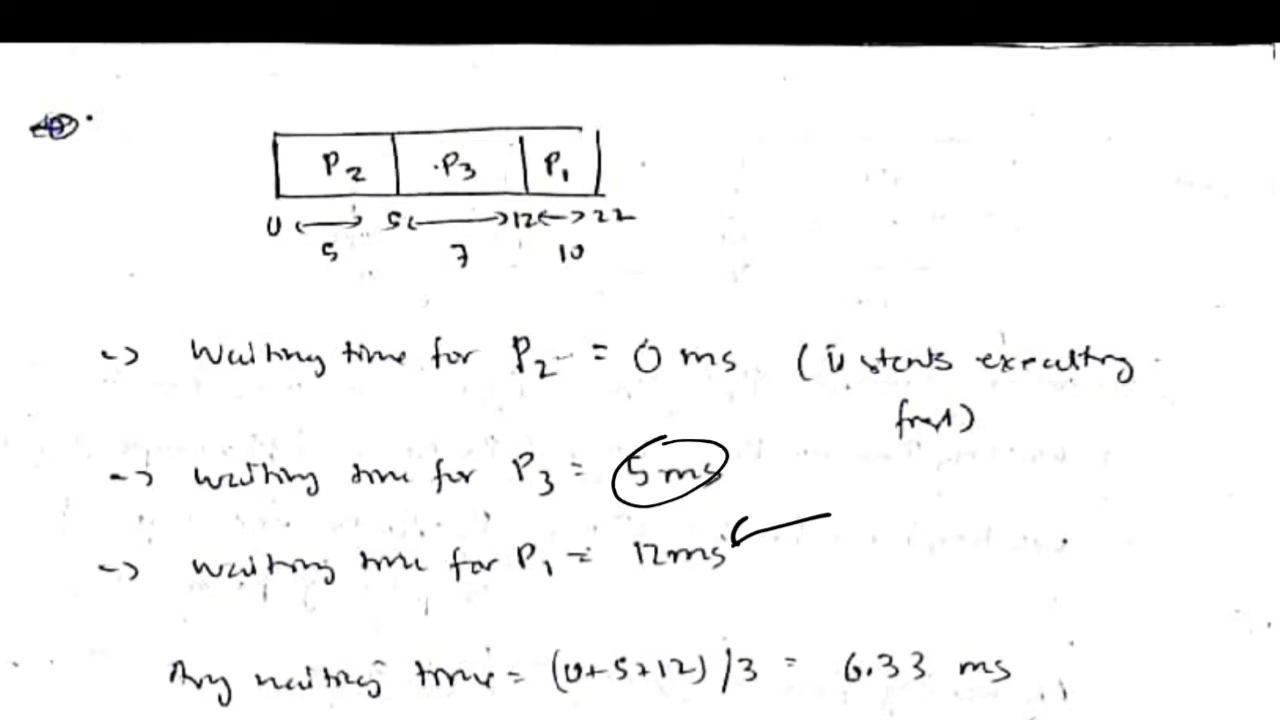 P2 .P3 P1
0 <---> 5 <---> 12 <-> 22
5 7 10
-> Waiting time for P2 = 0 ms (it starts executing
first)
-> Waiting time for P3 = 5 ms
-> Waiting time for P1 = 12 ms
Avg waiting time = (0+5+12)/3 = 6.33 ms